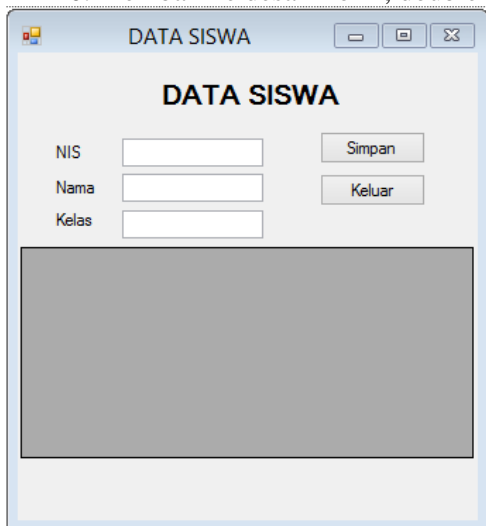 DATA SISWA
DATA SISWA
NIS
Simpan
Nama
Keluar
Kelas